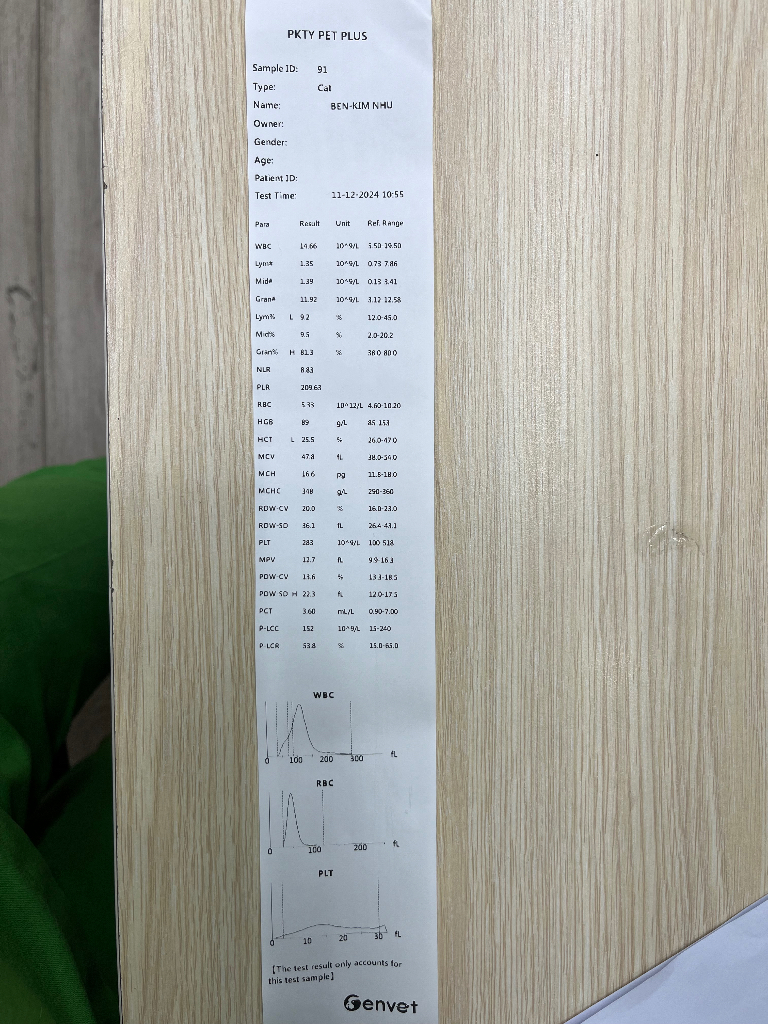 PKTY PET PLUS
Sample ID: 91
Type: Cat
Name: BEN-KIM NHU
Owner:
Gender:
Age:
Patient ID:
Test Time: 11-12-2024 10:55
Para Result Unit Ref. Range
WBC 14.66 10^9/L 5.50-19.50
Lym# 1.35 10^9/L 0.73-7.86
Mid# 1.39 10^9/L 0.13-3.41
Gran# 11.92 10^9/L 3.12-12.58
Lym% L 9.2 % 12.0-45.0
Mid% 9.5 % 2.0-20.2
Gran% H 81.3 % 38.0-80.0
NLR 8.83
PLR 209.63
RBC 5.33 10^12/L 4.60-10.20
HGB 89 g/L 85-153
HCT L 25.5 % 26.0-47.0
MCV 47.8 fL 38.0-54.0
MCH 16.6 pg 11.8-18.0
MCHC 348 g/L 290-360
RDW-CV 20.0 % 16.0-23.0
RDW-SD 36.1 fL 26.4-43.1
PLT 283 10^9/L 100-518
MPV 12.7 fL 9.9-16.3
PDW-CV 13.6 % 13.3-18.5
PDW-SD H 22.3 fL 12.0-17.5
PCT 3.60 mL/L 0.90-7.00
P-LCC 152 10^9/L 15-240
P-LCR 53.8 % 15.0-65.0
WBC
0 100 200 300 fL
RBC
0 100 200 fL
PLT
0 10 20 30 fL
【The test result only accounts for
this test sample】
Genvet